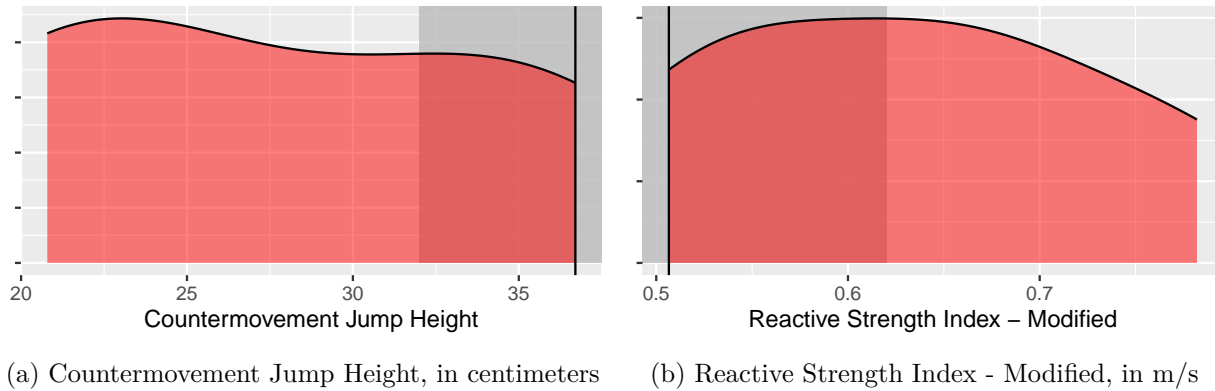 20 25 30 35
0.5 0.6 0.7
Countermovement Jump Height
Reactive Strength Index − Modified
(a) Countermovement Jump Height, in centimeters
(b) Reactive Strength Index - Modified, in m/s